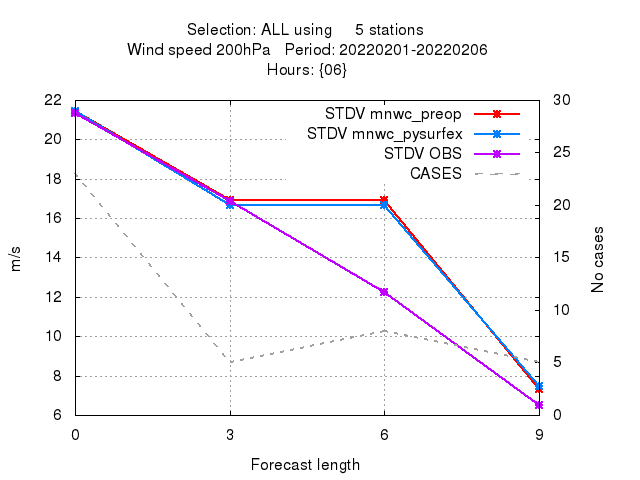 Selection: ALL using     5 stations
Wind speed 200hPa   Period: 20220201-20220206
Hours: {06}
22
20
18
16
14
12
10
8
6
30
25
20
15
10
5
0
STDV mnwc_preop
STDV mnwc_pysurfex
STDV OBS
CASES
m/s
No cases
0
3
6
9
Forecast length